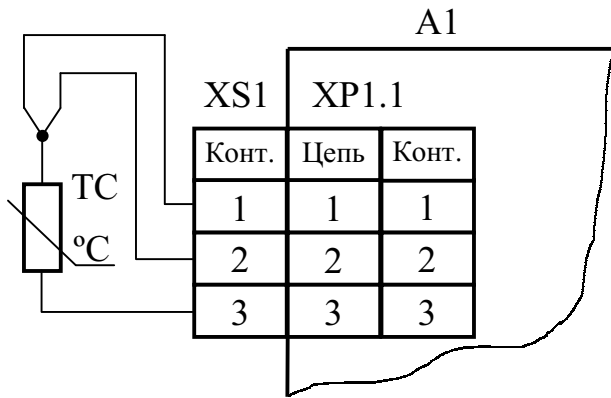 A1
XS1 XP1.1
Конт. Цепь Конт.
1 1 1
2 2 2
3 3 3
TC
ºC